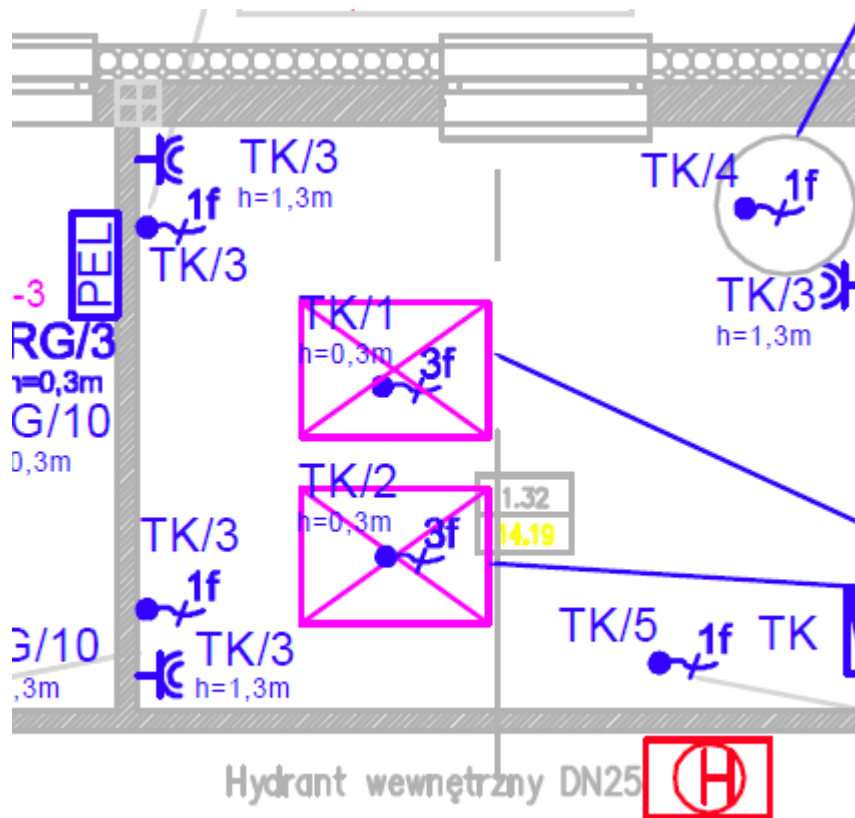 TK/3
h=1,3m
1f
TK/3
PEL
TK/4
1f
TK/3
h=1,3m
-3
RG/3
h=0,3m
G/10
0,3m
TK/1
h=0,3m
3f
TK/2
h=0,3m
3f
1.32
14.19
TK/3
1f
G/10
,3m
TK/3
h=1,3m
TK/5
1f
TK
Hydrant wewnętrzny DN25
H